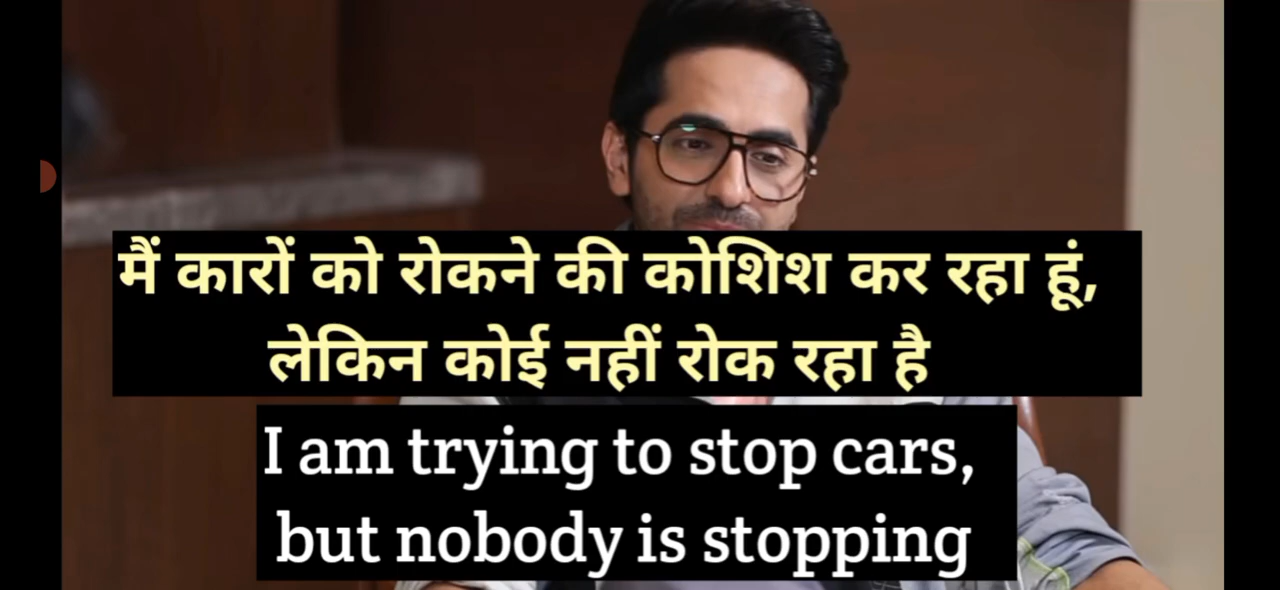 मैं कारों को रोकने की कोशिश कर रहा हूं,
लेकिन कोई नहीं रोक रहा है
I am trying to stop cars,
but nobody is stopping